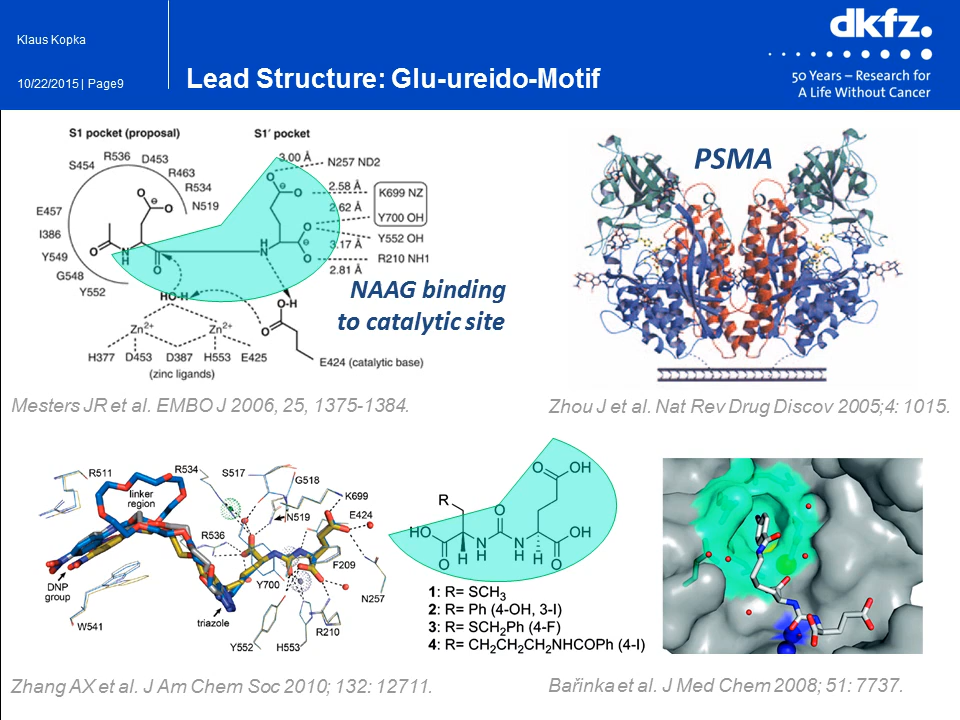 Klaus Kopka
10/22/2015 | Page9
Lead Structure: Glu-ureido-Motif
dkfz.
50 Years – Research for
A Life Without Cancer
S1 pocket (proposal)
S1′ pocket
S454 R536 D453
R463
R534
N519
E457
I386
Y549
G548
Y552
O
O
⊖
O
N
H
O
N
H
O
O
⊖
O
O
⊖
3.00 Å
N257 ND2
2.58 Å
K699 NZ
2.62 Å
Y700 OH
3.17 Å
Y552 OH
R210 NH1
2.81 Å
HO-H
O-H
O
Zn2+ Zn2+
H377 D453 D387 H553 E425
(zinc ligands)
E424 (catalytic base)
NAAG binding
to catalytic site
Mesters JR et al. EMBO J 2006, 25, 1375-1384.
PSMA
Zhou J et al. Nat Rev Drug Discov 2005;4: 1015.
R511
linker
region
R534
S517
G518
K699
N519
E424
R536
F209
DNP
group
Y700
N257
W541
triazole
Y552
H553
R210
R
HO
O
O
OH
O
N
H
N
H
H
H
OH
O
1: R= SCH3
2: R= Ph (4-OH, 3-I)
3: R= SCH2Ph (4-F)
4: R= CH2CH2CH2NHCOPh (4-I)
Zhang AX et al. J Am Chem Soc 2010; 132: 12711.
Bařinka et al. J Med Chem 2008; 51: 7737.